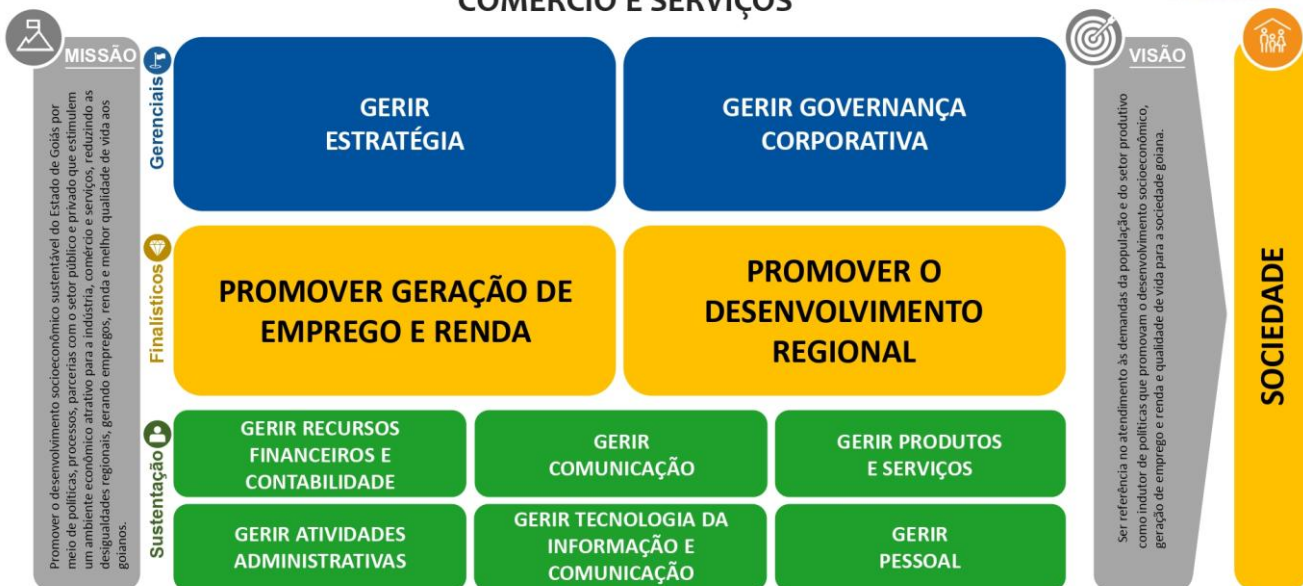 COMÉRCIO E SERVIÇOS
MISSÃO
Promover o desenvolvimento socioeconômico sustentável do Estado de Goiás por
meio de políticas, processos, parcerias com o setor público e privado que estimulem
um ambiente econômico atrativo para a indústria, comércio e serviços, reduzindo as
desigualdades regionais, gerando empregos, renda e melhor qualidade de vida aos
goianos.
Gerenciais
GERIR
ESTRATÉGIA
GERIR GOVERNANÇA
CORPORATIVA
Finalísticos
PROMOVER GERAÇÃO DE
EMPREGO E RENDA
PROMOVER O
DESENVOLVIMENTO
REGIONAL
Sustentação
GERIR RECURSOS
FINANCEIROS E
CONTABILIDADE
GERIR
COMUNICAÇÃO
GERIR PRODUTOS
E SERVIÇOS
GERIR ATIVIDADES
ADMINISTRATIVAS
GERIR TECNOLOGIA DA
INFORMAÇÃO E
COMUNICAÇÃO
GERIR
PESSOAL
VISÃO
Ser referência no atendimento às demandas da população e do setor produtivo
como indutor de políticas que promovam o desenvolvimento socioeconômico,
geração de emprego e renda e qualidade de vida para a sociedade goiana.
SOCIEDADE